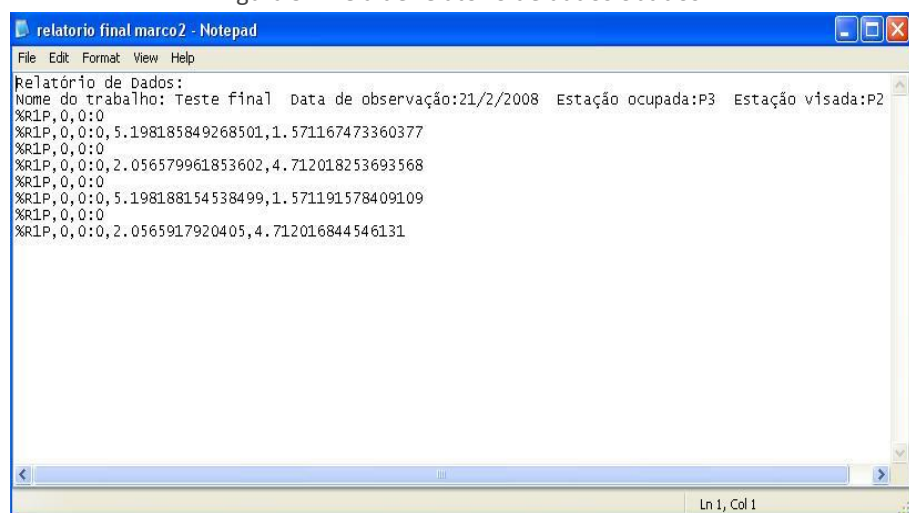 relatorio final marco2 - Notepad
File Edit Format View Help
Relatório de Dados:
Nome do trabalho: Teste final  Data de observação:21/2/2008  Estação ocupada:P3  Estação visada:P2
%R1P,0,0:0
%R1P,0,0:0,5.198185849268501,1.571167473360377
%R1P,0,0:0
%R1P,0,0:0,2.056579961853602,4.712018253693568
%R1P,0,0:0
%R1P,0,0:0,5.198188154538499,1.571191578409109
%R1P,0,0:0
%R1P,0,0:0,2.0565917920405,4.712016844546131
Ln 1, Col 1